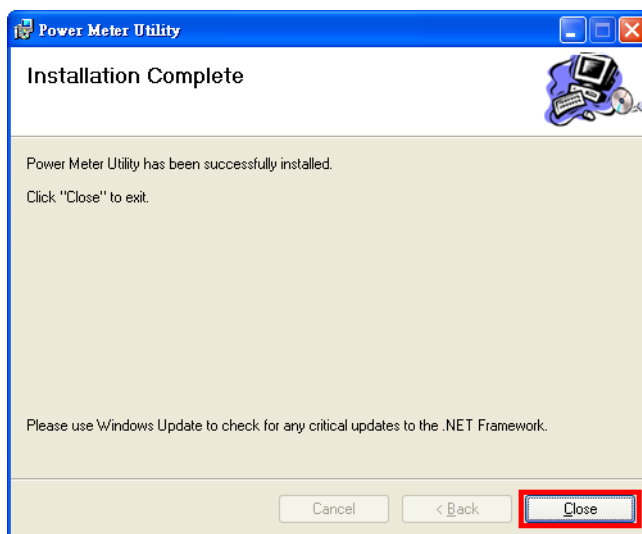 Power Meter Utility
Installation Complete
Power Meter Utility has been successfully installed.
Click "Close" to exit.
Please use Windows Update to check for any critical updates to the .NET Framework.
Cancel
< Back
Close